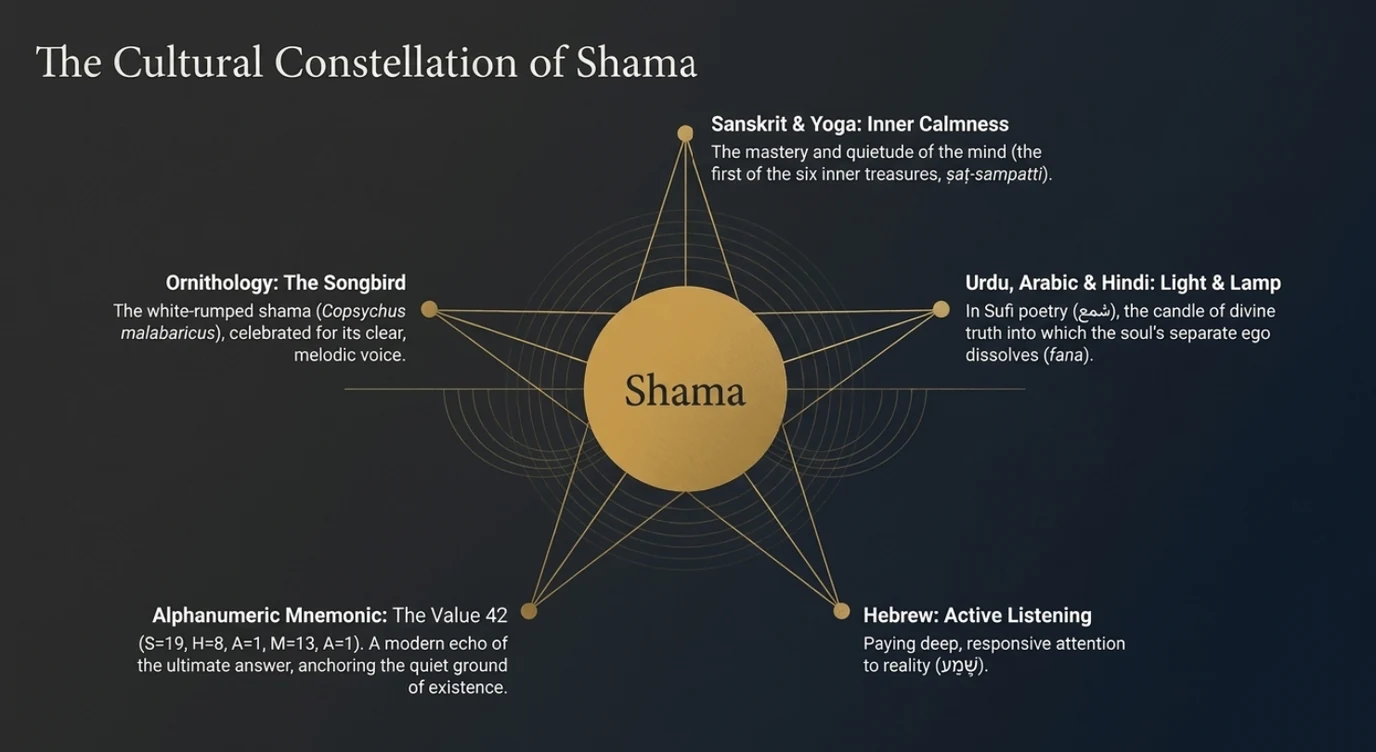 The Cultural Constellation of Shama
Sanskrit & Yoga: Inner Calmness
The mastery and quietude of the mind (the
first of the six inner treasures, ṣaṭ-sampatti).
Ornithology: The Songbird
The white-rumped shama (Copsychus
malabaricus), celebrated for its clear,
melodic voice.
Urdu, Arabic & Hindi: Light & Lamp
In Sufi poetry (شمع), the candle of divine
truth into which the soul's separate ego
dissolves (fana).
Shama
Alphanumeric Mnemonic: The Value 42
(S=19, H=8, A=1, M=13, A=1). A modern echo of
the ultimate answer, anchoring the quiet ground
of existence.
Hebrew: Active Listening
Paying deep, responsive attention
to reality (שָׁמַע).